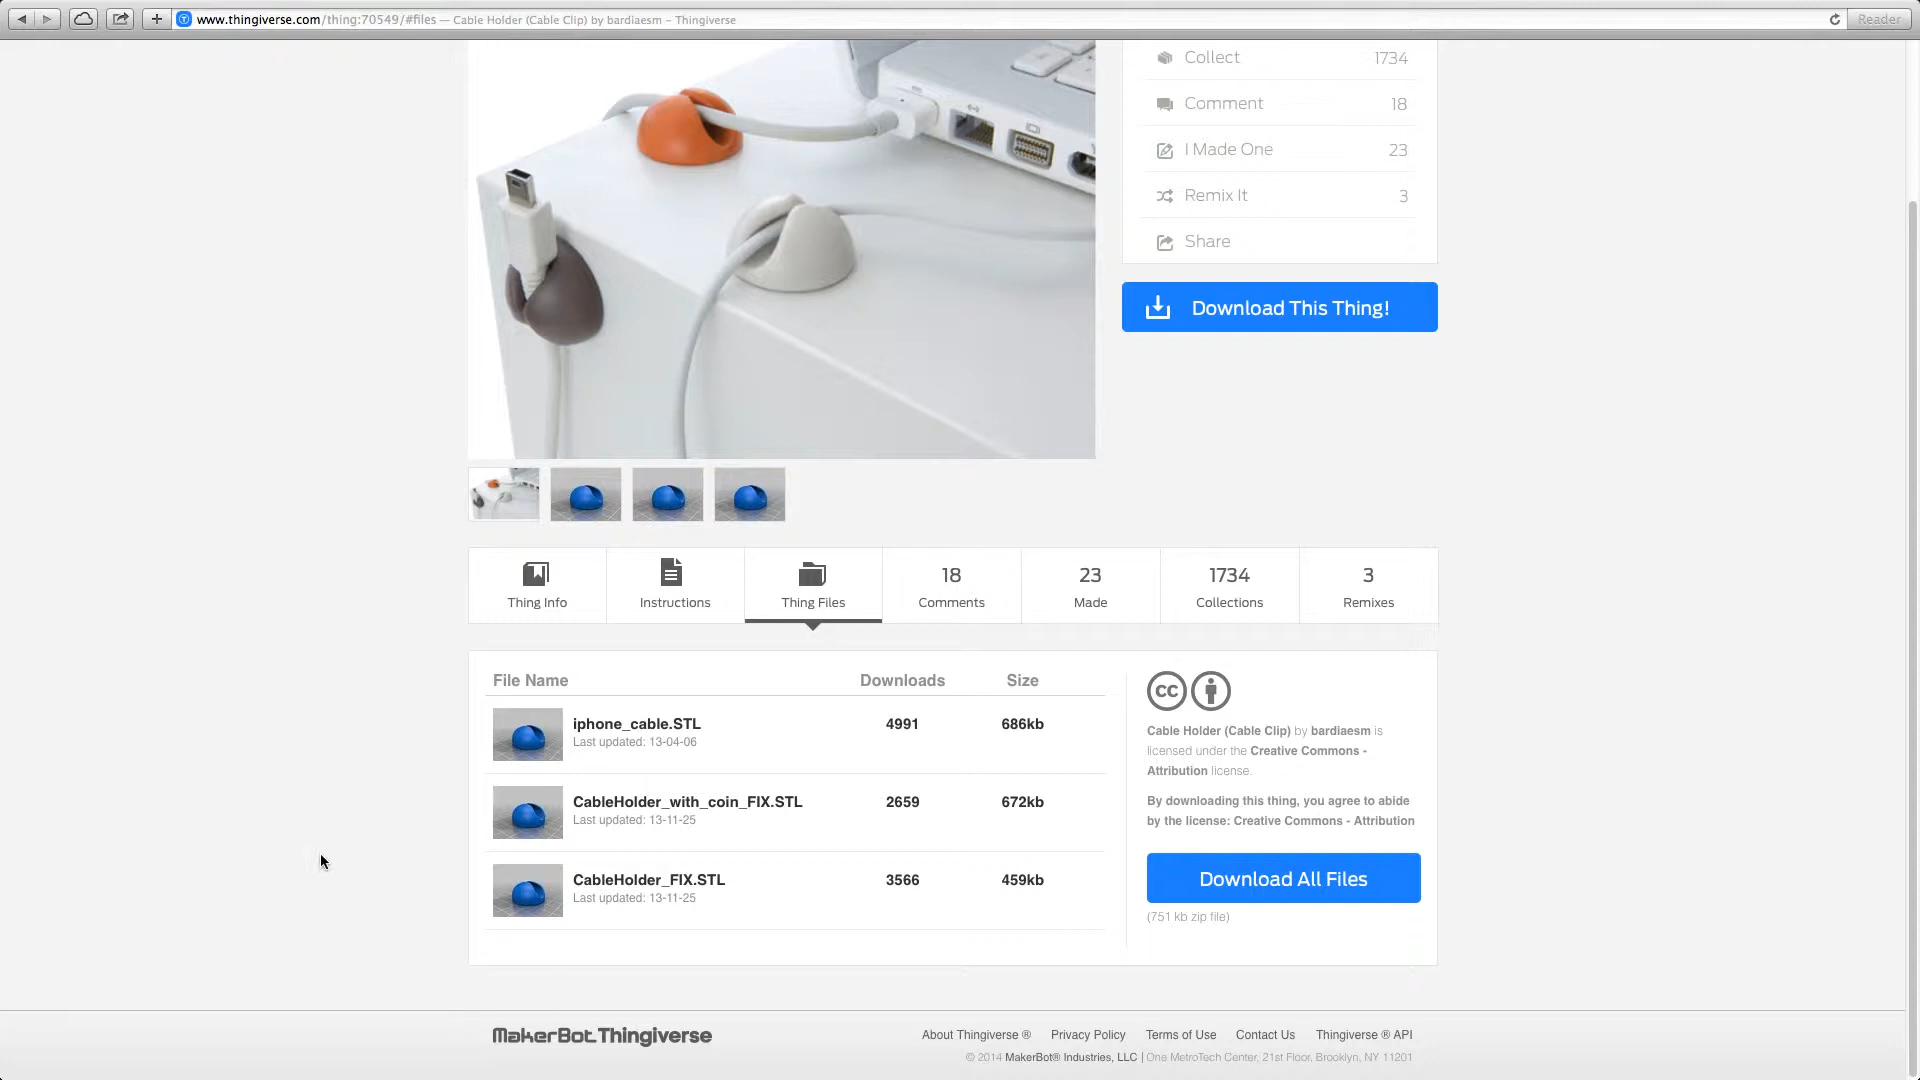 www.thingiverse.com/thing:70549/#files — Cable Holder (Cable Clip) by bardiaesm – Thingiverse
Reader
Collect 1734
Comment 18
I Made One 23
Remix It 3
Share
Download This Thing!
Thing Info
Instructions
Thing Files
18
Comments
23
Made
1734
Collections
3
Remixes
File Name Downloads Size
iphone_cable.STL 4991 686kb
Last updated: 13-04-06
CableHolder_with_coin_FIX.STL 2659 672kb
Last updated: 13-11-25
CableHolder_FIX.STL 3566 459kb
Last updated: 13-11-25
cc
Cable Holder (Cable Clip) by bardiaesm is
licensed under the Creative Commons -
Attribution license.
By downloading this thing, you agree to abide
by the license: Creative Commons - Attribution
Download All Files
(751 kb zip file)
MakerBot Thingiverse
About Thingiverse ® Privacy Policy Terms of Use Contact Us Thingiverse ® API
© 2014 MakerBot® Industries, LLC | One MetroTech Center, 21st Floor, Brooklyn, NY 11201